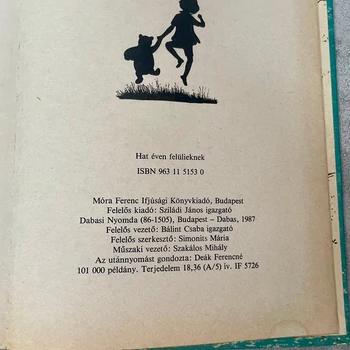 Hat éven felülieknek
ISBN 963 11 5153 0
Móra Ferenc Ifjúsági Könyvkiadó, Budapest
Felelős kiadó: Sziládi János igazgató
Dabasi Nyomda (86-1505), Budapest – Dabas, 1987
Felelős vezető: Bálint Csaba igazgató
Felelős szerkesztő: Simonits Mária
Műszaki vezető: Szakálos Mihály
Az utánnyomást gondozta: Deák Ferencné
101 000 példány. Terjedelem 18,36 (A/5) ív. IF 5726